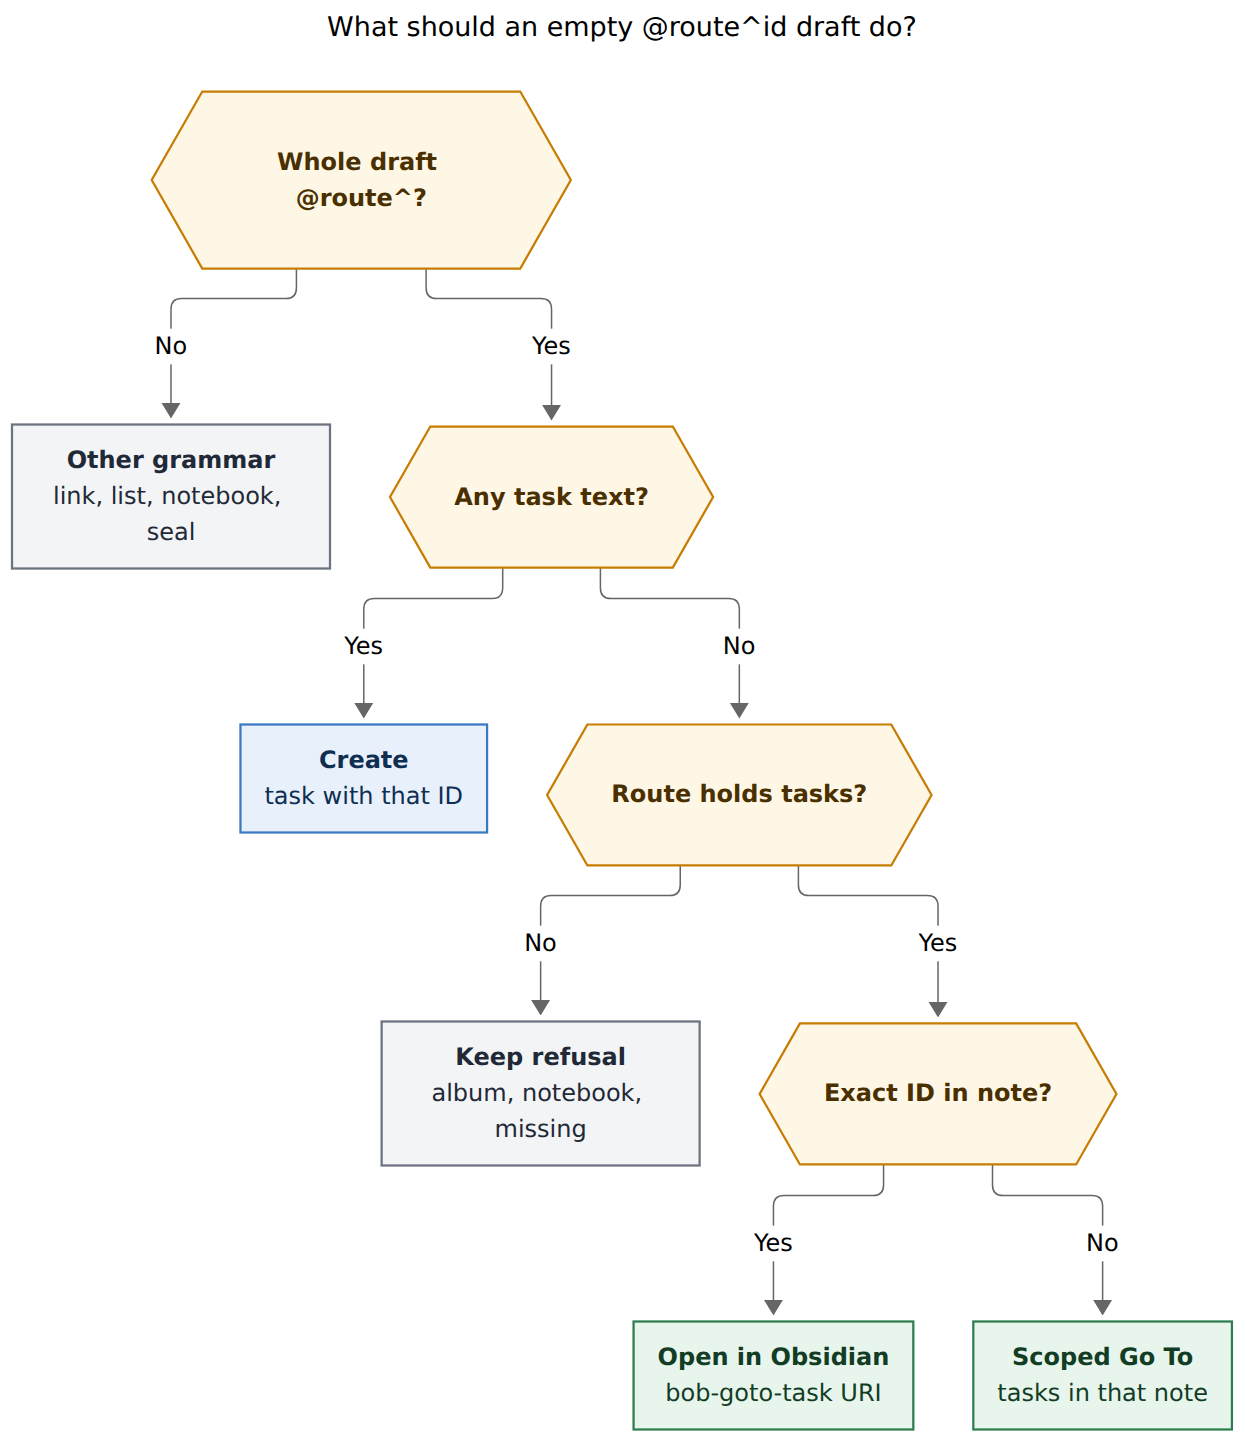 What should an empty @route^id draft do?
Whole draft
@route^?
No
Yes
Other grammar
link, list, notebook,
seal
Any task text?
Yes
No
Create
task with that ID
Route holds tasks?
No
Yes
Keep refusal
album, notebook,
missing
Exact ID in note?
Yes
No
Open in Obsidian
bob-goto-task URI
Scoped Go To
tasks in that note